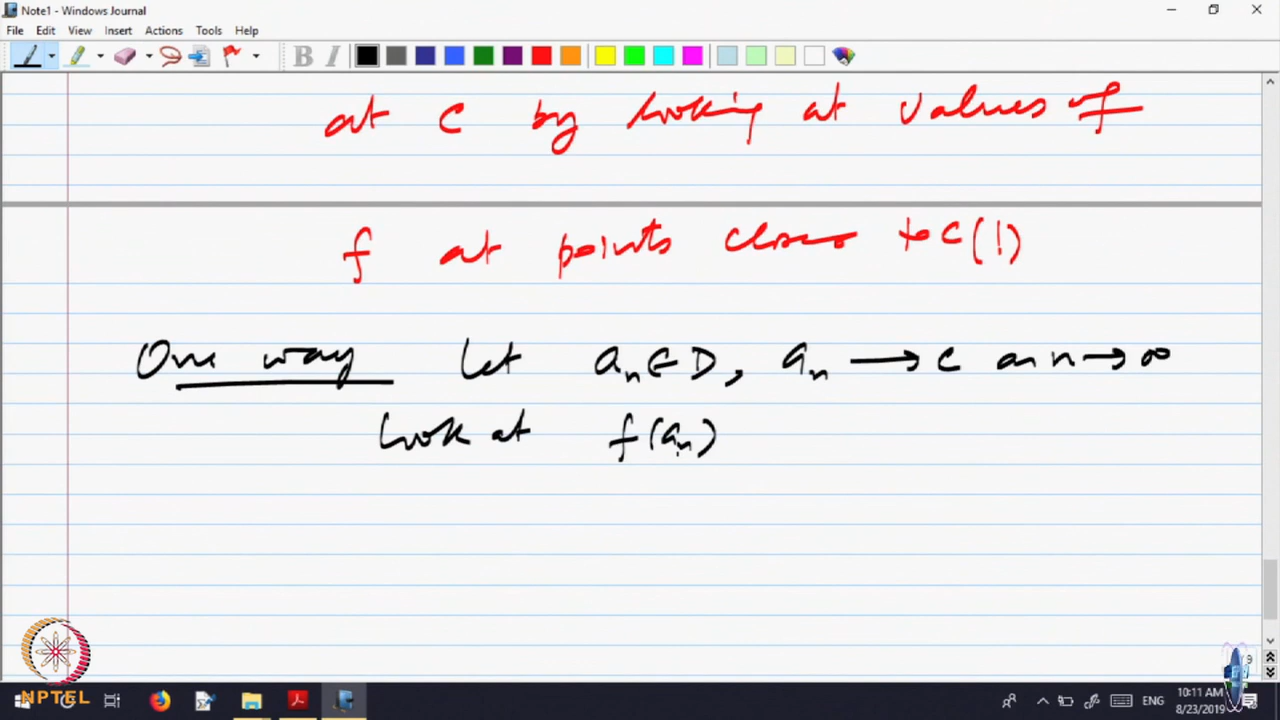 Note1 - Windows Journal
File Edit View Insert Actions Tools Help
at c by looking at values of
f at points close to c (!)
One way Let aₙ ∈ D, aₙ → c as n → ∞
Look at f(aₙ)
NPTEL
9
ENG
10:11 AM
8/23/2019